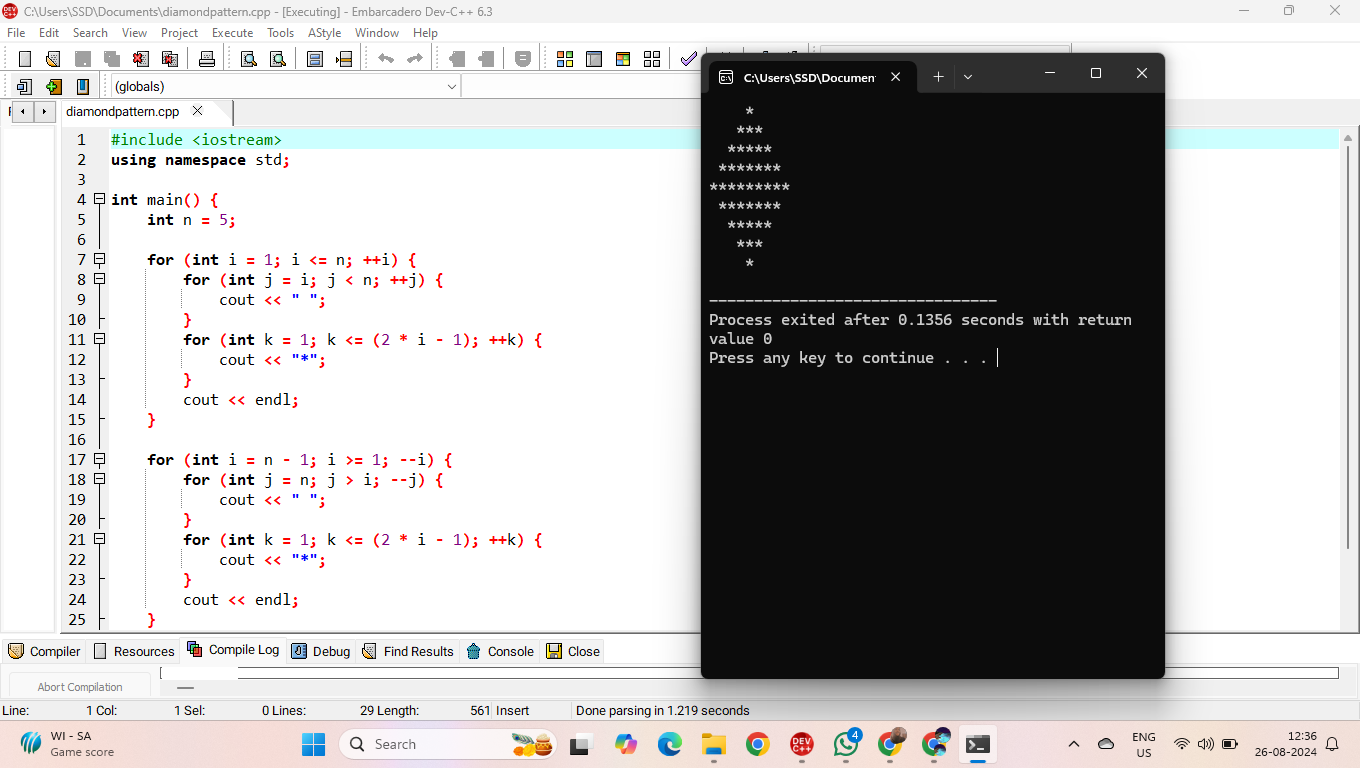 C:\Users\SSD\Documents\diamondpattern.cpp - [Executing] - Embarcadero Dev-C++ 6.3
File Edit Search View Project Execute Tools AStyle Window Help
(globals)
diamondpattern.cpp
1 #include <iostream>
2 using namespace std;
3
4 int main() {
5     int n = 5;
6
7     for (int i = 1; i <= n; ++i) {
8         for (int j = i; j < n; ++j) {
9             cout << " ";
10         }
11         for (int k = 1; k <= (2 * i - 1); ++k) {
12             cout << "*";
13         }
14         cout << endl;
15     }
16
17     for (int i = n - 1; i >= 1; --i) {
18         for (int j = n; j > i; --j) {
19             cout << " ";
20         }
21         for (int k = 1; k <= (2 * i - 1); ++k) {
22             cout << "*";
23         }
24         cout << endl;
25     }
C:\Users\SSD\Documen
    *
   ***
  *****
 *******
*********
 *******
  *****
   ***
    *
--------------------------------
Process exited after 0.1356 seconds with return
value 0
Press any key to continue . . .
Compiler Resources Compile Log Debug Find Results Console Close
Abort Compilation
Line: 1 Col: 1 Sel: 0 Lines: 29 Length: 561 Insert Done parsing in 1.219 seconds
WI - SA
Game score
Search
DEV C++
4
ENG
US
12:36
26-08-2024